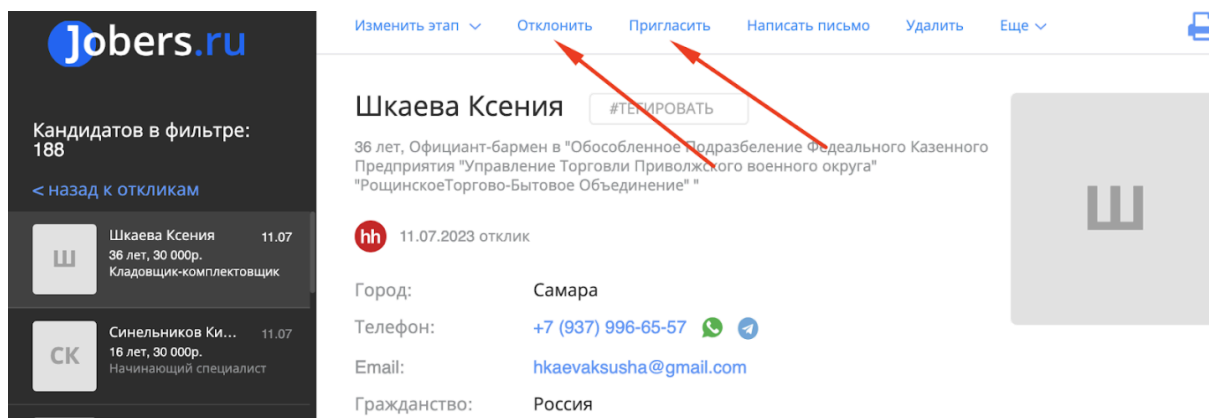 Jobers.ru
Кандидатов в фильтре:
188
< назад к откликам
Ш
Шкаева Ксения 11.07
36 лет, 30 000р.
Кладовщик-комплектовщик
СК
Синельников Ки... 11.07
16 лет, 30 000р.
Начинающий специалист
Изменить этап Отклонить Пригласить Написать письмо Удалить Еще
Шкаева Ксения #ТЕГИРОВАТЬ
36 лет, Официант-бармен в "Обособленное Подразбеление Федеального Казенного
Предприятия "Управление Торговли Приволжского военного округа"
"РощинскоеТоргово-Бытовое Объединение" "
hh 11.07.2023 отклик
Город: Самара
Телефон: +7 (937) 996-65-57
Email: hkaevaksusha@gmail.com
Гражданство: Россия
Ш